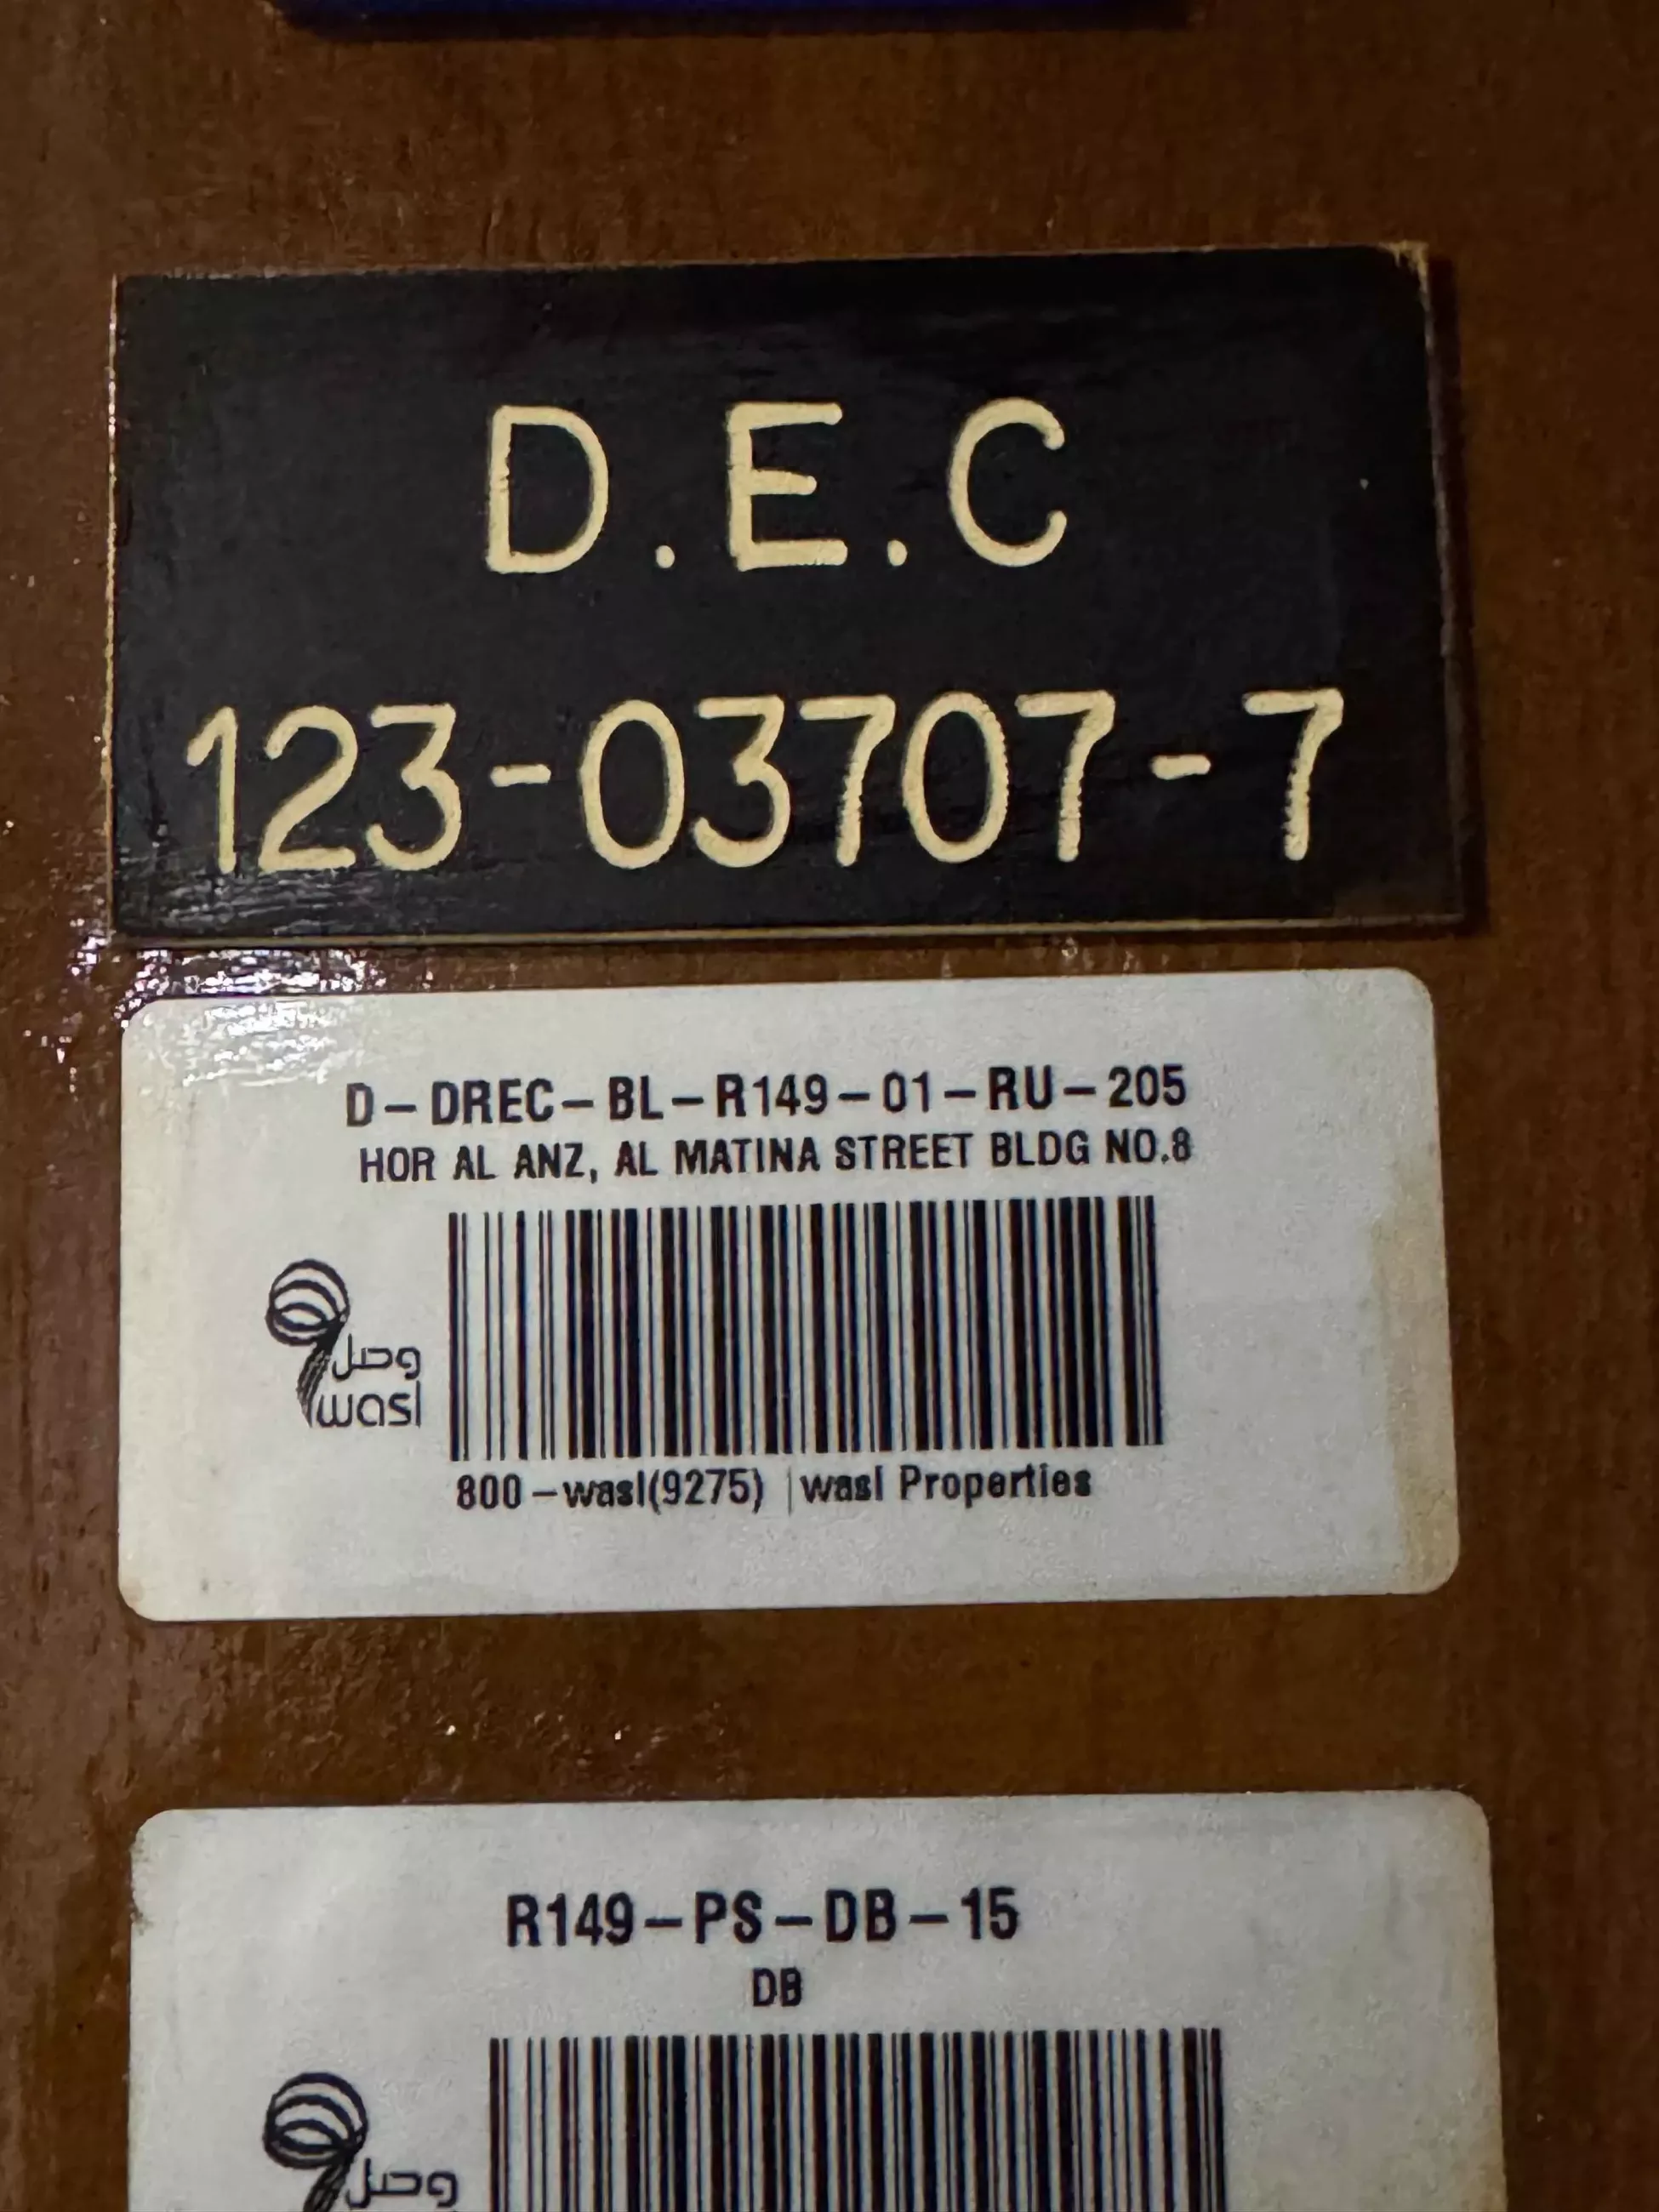 D.E.C
123-03707-7
D-DREC-BL-R149-01-RU-205
HOR AL ANZ, AL MATINA STREET BLDG NO.8
وصل
wasl
800-wasl(9275) | wasl Properties
R149-PS-DB-15
DB
وصل